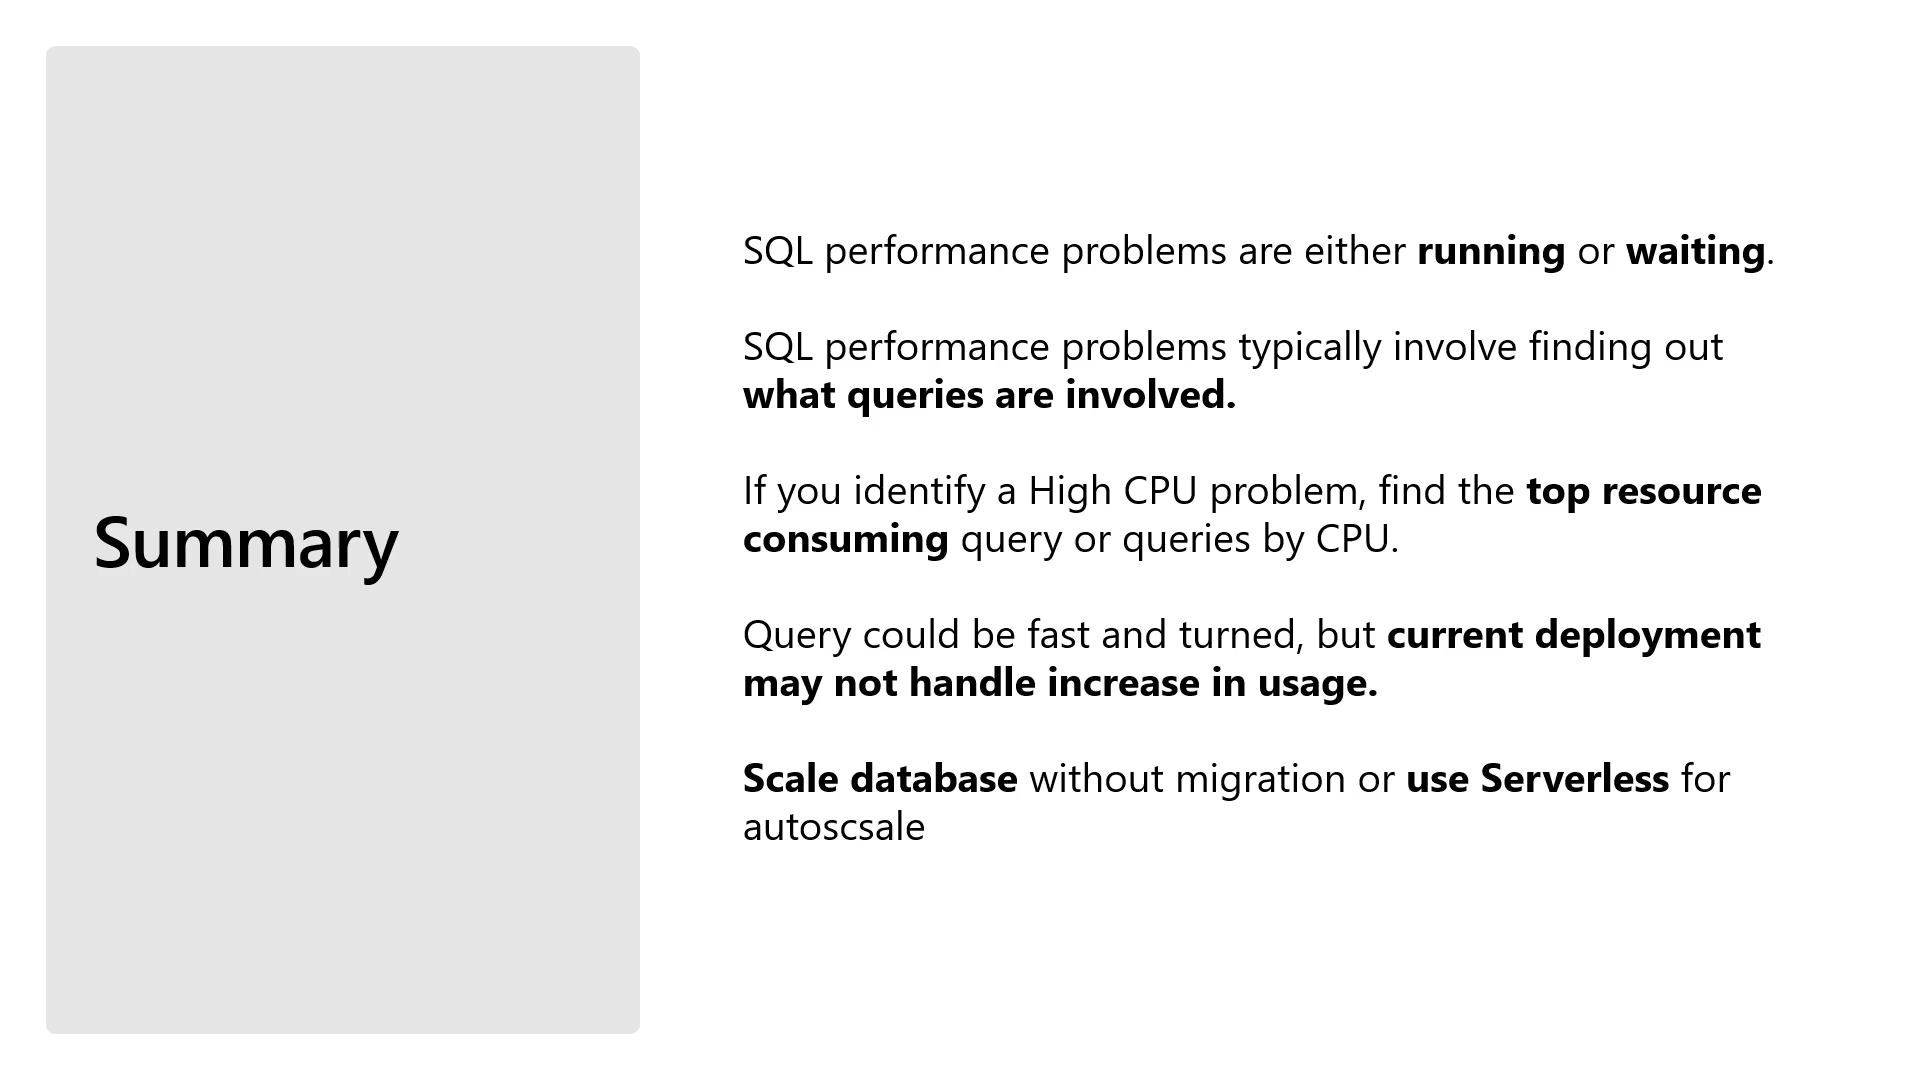 Summary
SQL performance problems are either running or waiting.
SQL performance problems typically involve finding out
what queries are involved.
If you identify a High CPU problem, find the top resource
consuming query or queries by CPU.
Query could be fast and turned, but current deployment
may not handle increase in usage.
Scale database without migration or use Serverless for
autoscsale